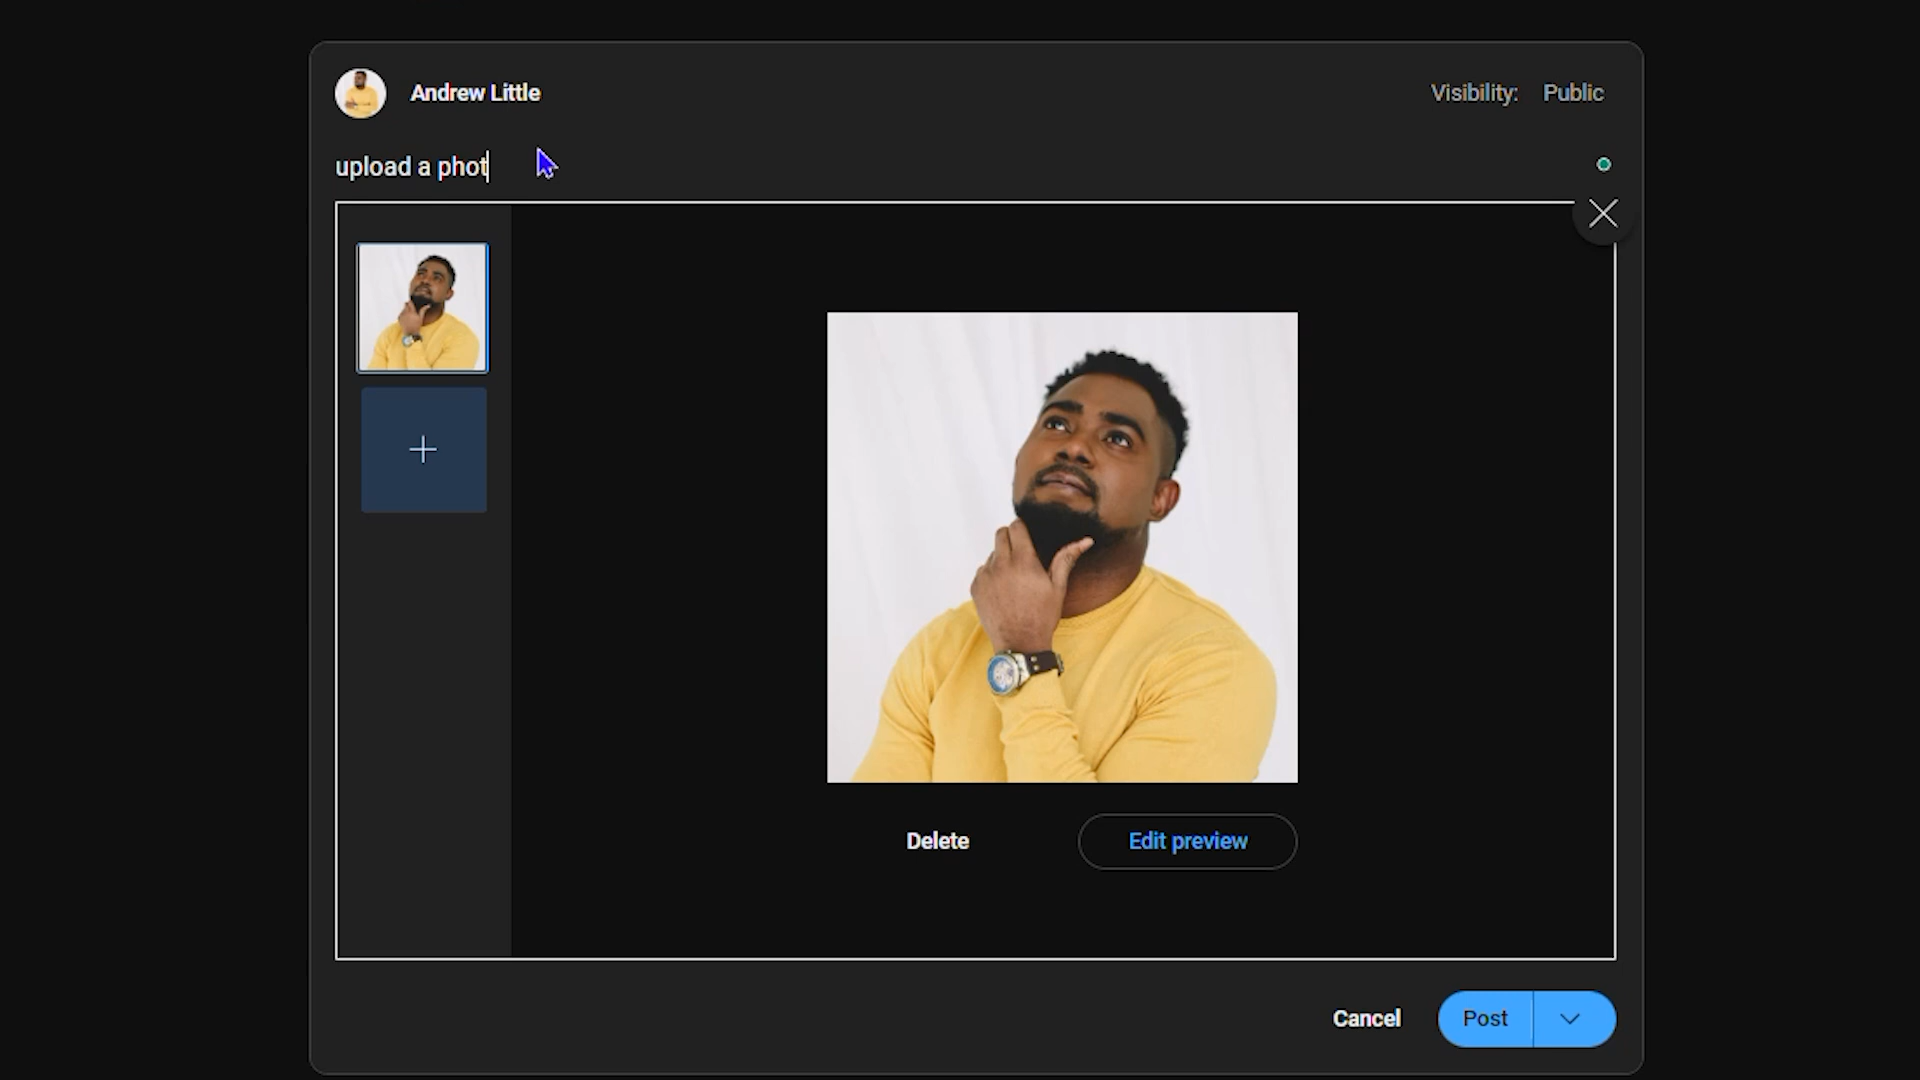 Andrew Little
Visibility: Public
upload a phot
Delete
Edit preview
Cancel
Post